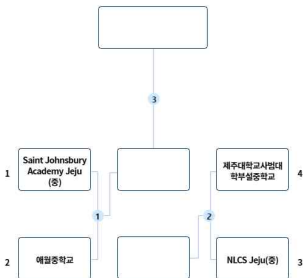 3
1
Saint Johnsbury
Academy Jeju
(중)
제주대학교사범대
학부설중학교
4
1
2
2
애월중학교
NLCS Jeju(중)
3